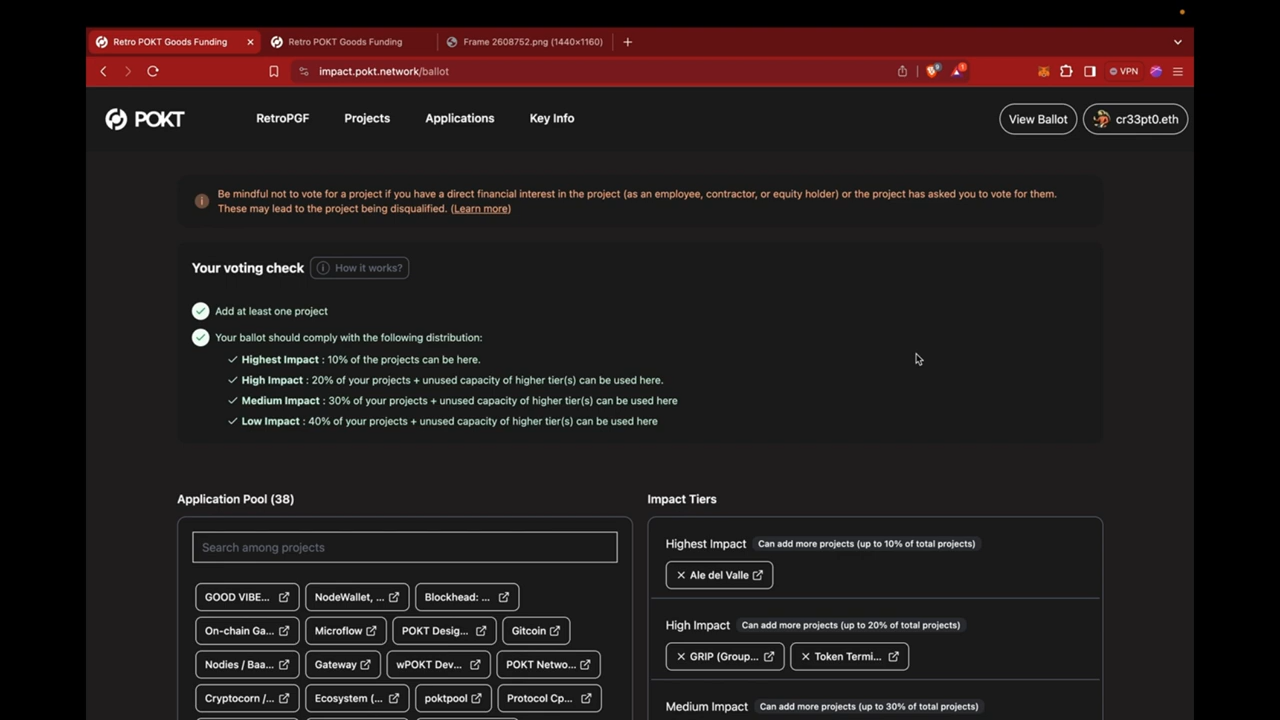 Retro POKT Goods Funding
Retro POKT Goods Funding
Frame 2608752.png (1440×1160)
impact.pokt.network/ballot
VPN
POKT
RetroPGF
Projects
Applications
Key Info
View Ballot
cr33pt0.eth
Be mindful not to vote for a project if you have a direct financial interest in the project (as an employee, contractor, or equity holder) or the project has asked you to vote for them.
These may lead to the project being disqualified. (Learn more)
Your voting check
How it works?
Add at least one project
Your ballot should comply with the following distribution:
Highest Impact : 10% of the projects can be here.
High Impact : 20% of your projects + unused capacity of higher tier(s) can be used here.
Medium Impact : 30% of your projects + unused capacity of higher tier(s) can be used here
Low Impact : 40% of your projects + unused capacity of higher tier(s) can be used here
Application Pool (38)
Search among projects
GOOD VIBE... NodeWallet, ... Blockhead: ...
On-chain Ga... Microflow POKT Desig... Gitcoin
Nodies / Baa... Gateway wPOKT Dev... POKT Netwo...
Cryptocorn /... Ecosystem (... poktpool Protocol Cp...
Impact Tiers
Highest Impact Can add more projects (up to 10% of total projects)
Ale del Valle
High Impact Can add more projects (up to 20% of total projects)
GRIP (Group... Token Termi...
Medium Impact Can add more projects (up to 30% of total projects)